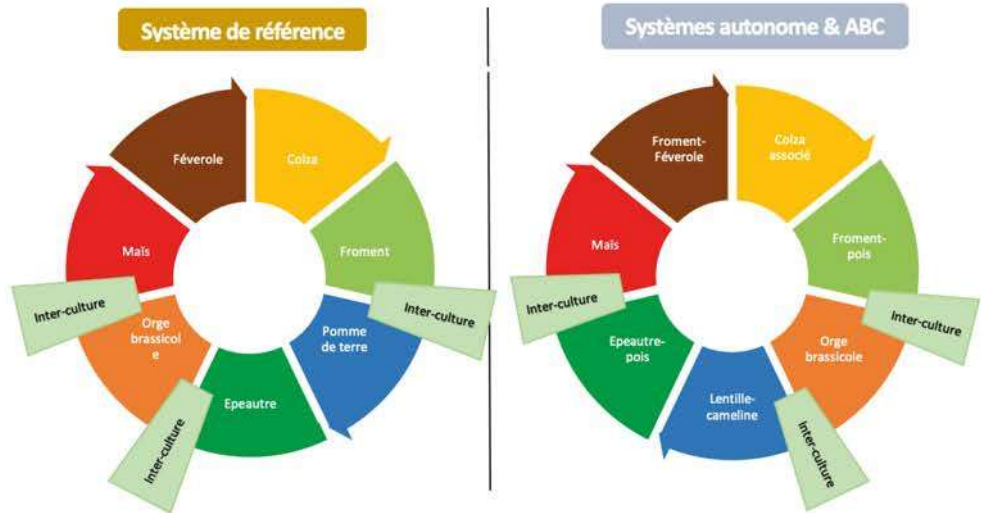 Système de référence
Féverole
Colza
Maïs
Froment
Inter-culture
Inter-culture
Orge
brassicol
e
Pomme
de terre
Epeautre
Inter-culture
Systèmes autonome & ABC
Froment-
Féverole
Colza
associé
Maïs
Froment-
pois
Inter-culture
Inter-culture
Epeautre-
pois
Orge
brassicole
Lentille-
cameline
Inter-culture